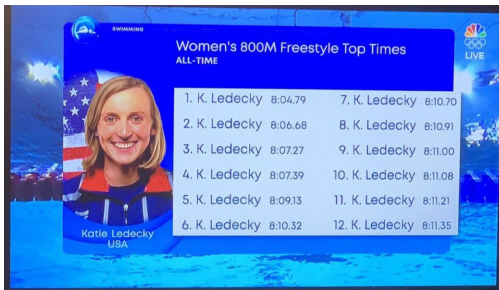 SWIMMING
Women's 800M Freestyle Top Times
ALL-TIME
LIVE
1. K. Ledecky 8:04.79
2. K. Ledecky 8:06.68
3. K. Ledecky 8:07.27
4. K. Ledecky 8:07.39
5. K. Ledecky 8:09.13
6. K. Ledecky 8:10.32
7. K. Ledecky 8:10.70
8. K. Ledecky 8:10.91
9. K. Ledecky 8:11.00
10. K. Ledecky 8:11.08
11. K. Ledecky 8:11.21
12. K. Ledecky 8:11.35
Katie Ledecky
USA